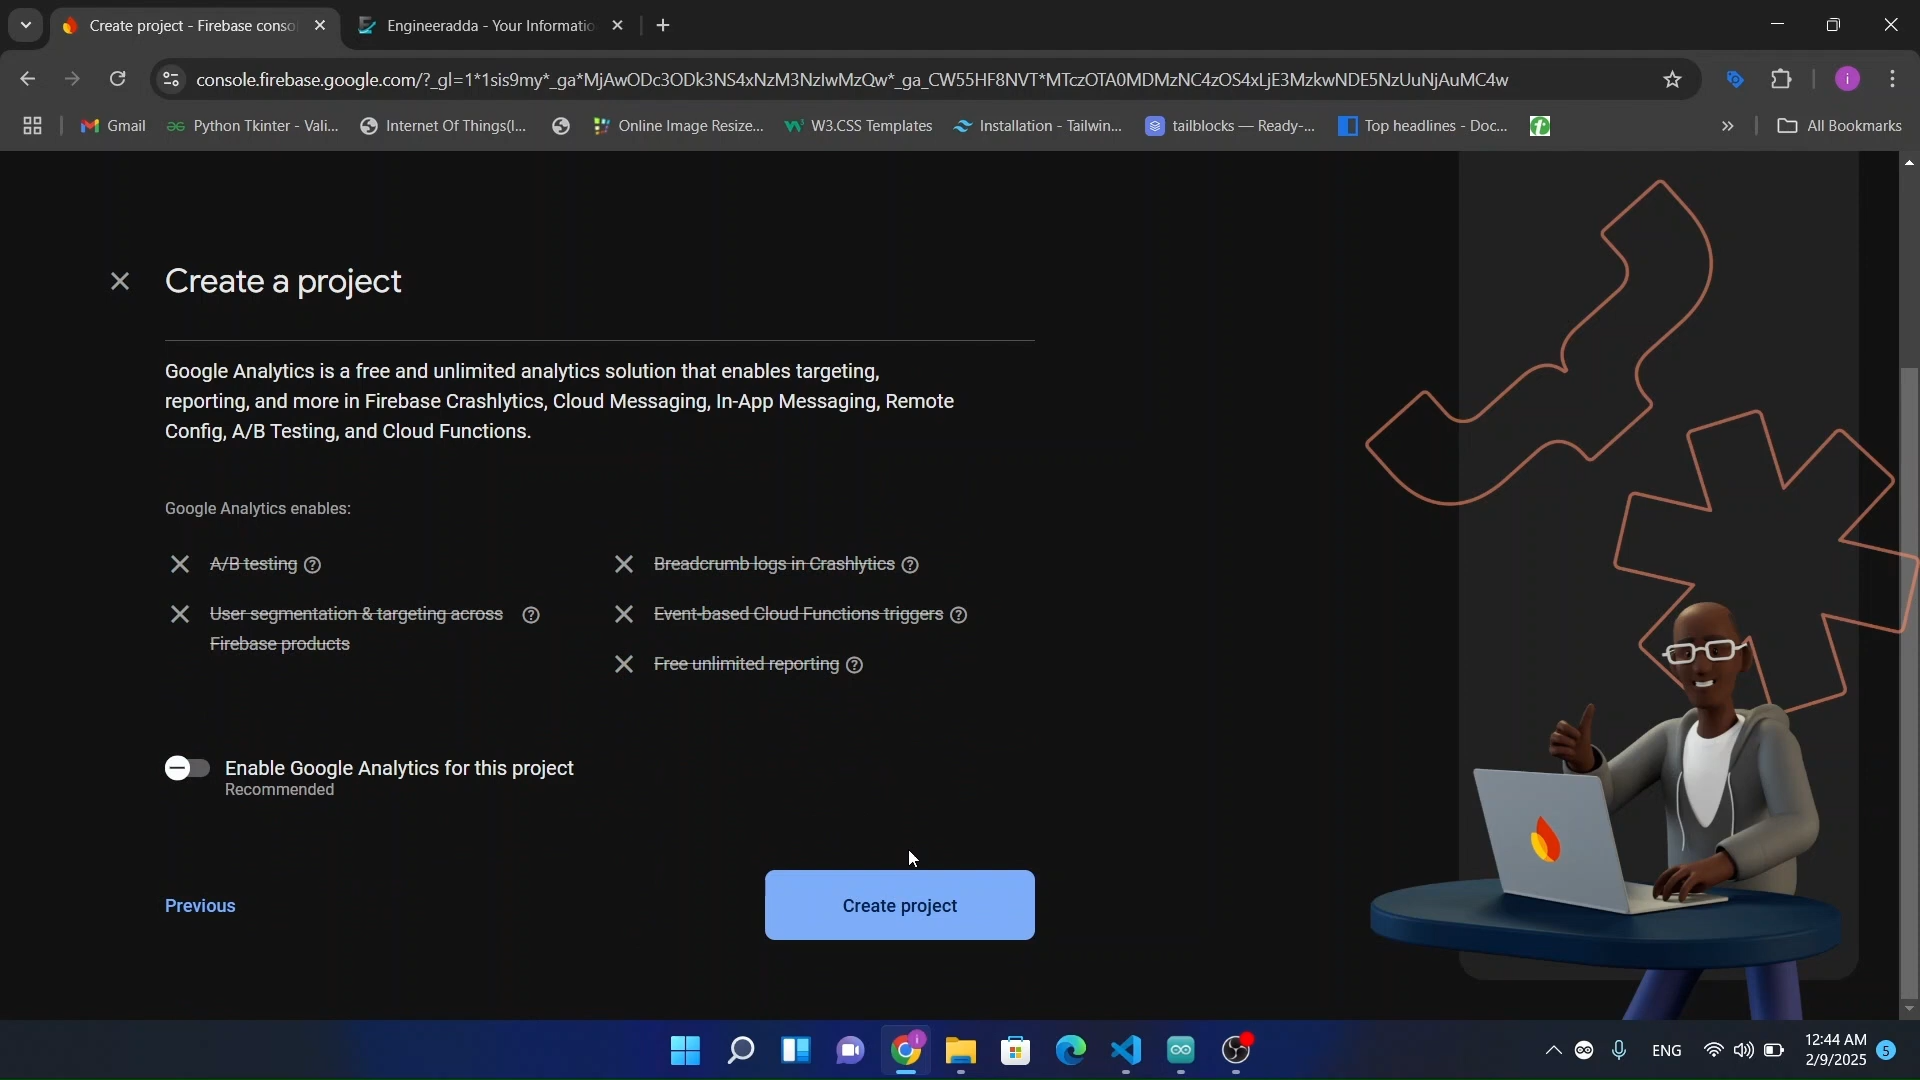 Create project - Firebase conso
Engineeradda - Your Informatio
console.firebase.google.com/?_gl=1*1sis9my*_ga*MjAwODc3ODk3NS4xNzM3NzIwMzQw*_ga_CW55HF8NVT*MTczOTA0MDMzNC4zOS4xLjE3MzkwNDE5NzUuNjAuMC4w
i
Gmail
Python Tkinter - Vali...
Internet Of Things(I...
Online Image Resize...
W3.CSS Templates
Installation - Tailwin...
tailblocks — Ready-...
Top headlines - Doc...
All Bookmarks
Create a project
Google Analytics is a free and unlimited analytics solution that enables targeting,
reporting, and more in Firebase Crashlytics, Cloud Messaging, In-App Messaging, Remote
Config, A/B Testing, and Cloud Functions.
Google Analytics enables:
A/B testing
Breadcrumb logs in Crashlytics
User segmentation & targeting across
Firebase products
Event-based Cloud Functions triggers
Free unlimited reporting
Enable Google Analytics for this project
Recommended
Previous
Create project
ENG
12:44 AM
2/9/2025
5